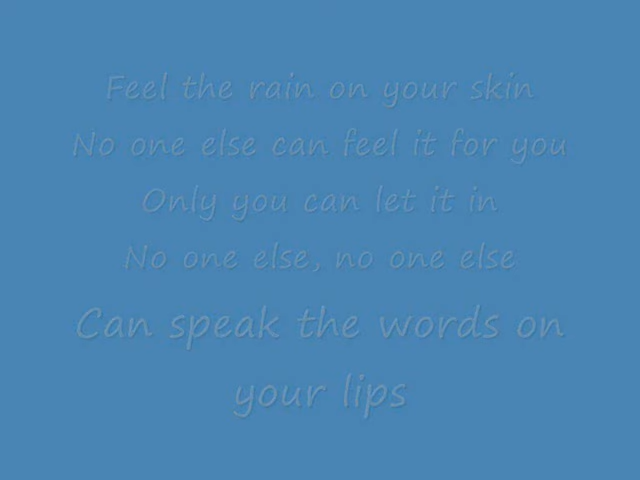 Feel the rain on your skin
No one else can feel it for you
Only you can let it in
No one else, no one else
Can speak the words on
your lips